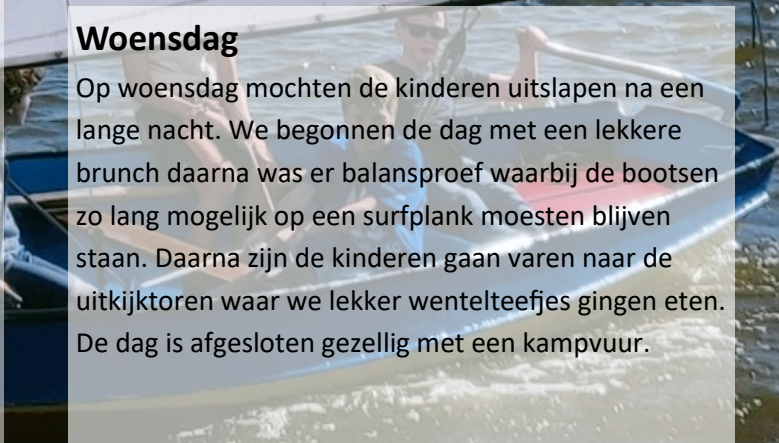 Woensdag
Op woensdag mochten de kinderen uitslapen na een
lange nacht. We begonnen de dag met een lekkere
brunch daarna was er balansproef waarbij de bootsen
zo lang mogelijk op een surfplank moesten blijven
staan. Daarna zijn de kinderen gaan varen naar de
uitkijktoren waar we lekker wentelteefjes gingen eten.
De dag is afgesloten gezellig met een kampvuur.